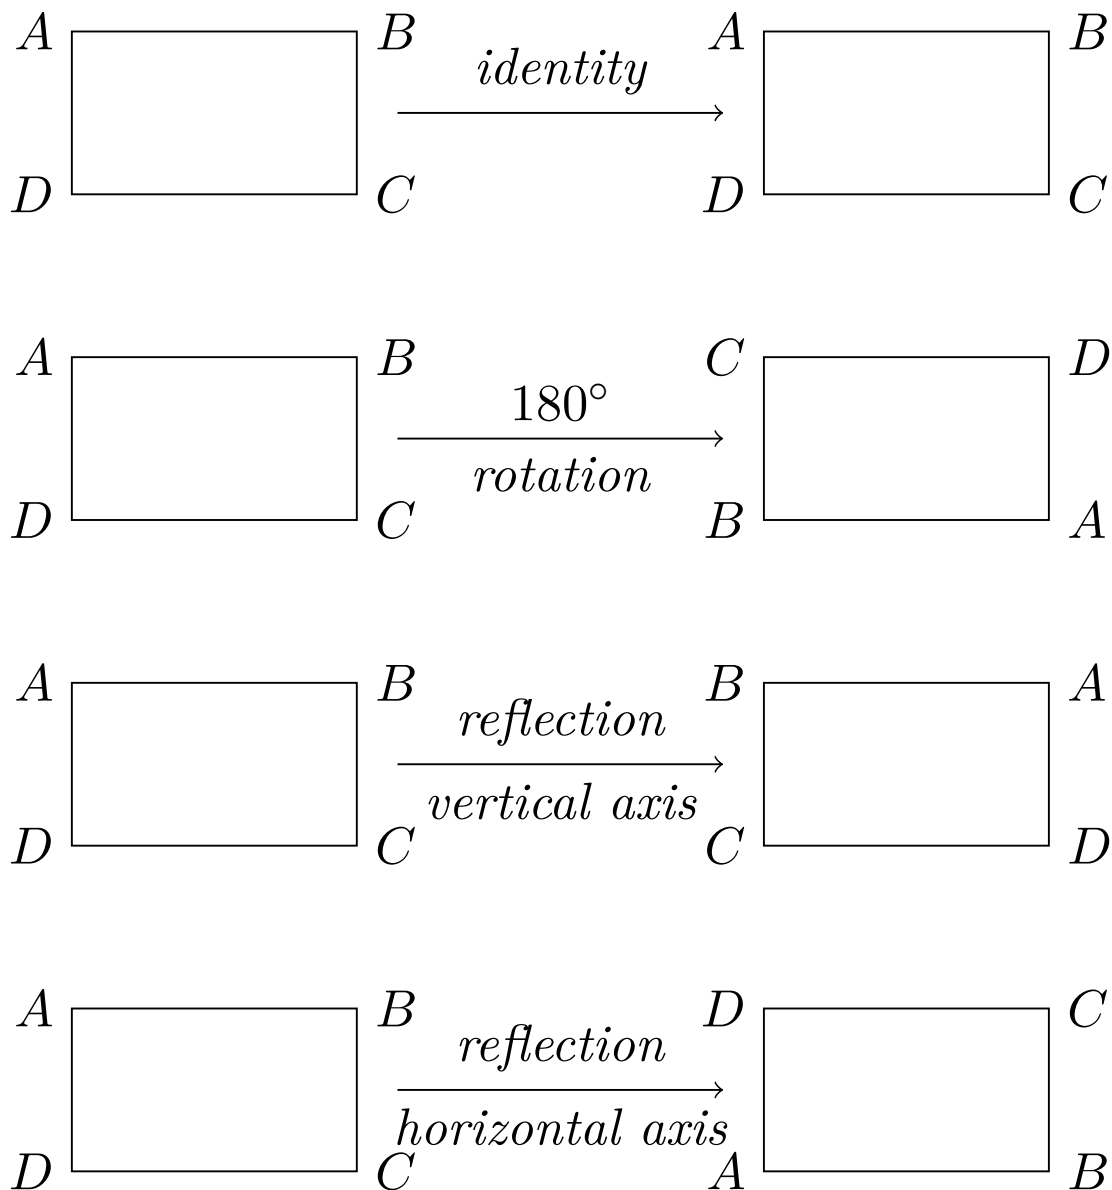 A B A B
identity
D C D C
A B C D
180°
rotation
D C B A
A B B A
reflection
vertical axis
D C C D
A B D C
reflection
horizontal axis
D C A B